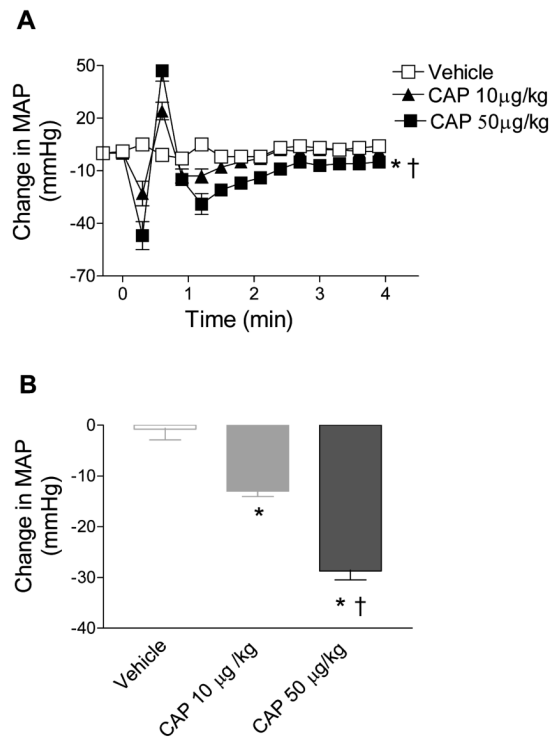 A
Change in MAP
(mmHg)
50
20
-10
-40
-70
Vehicle
CAP 10µg/kg
CAP 50µg/kg
* †
0
1
2
3
4
Time (min)
B
Change in MAP
(mmHg)
0
-10
-20
-30
-40
*
* †
Vehicle
CAP 10 µg /kg
CAP 50 µg/kg